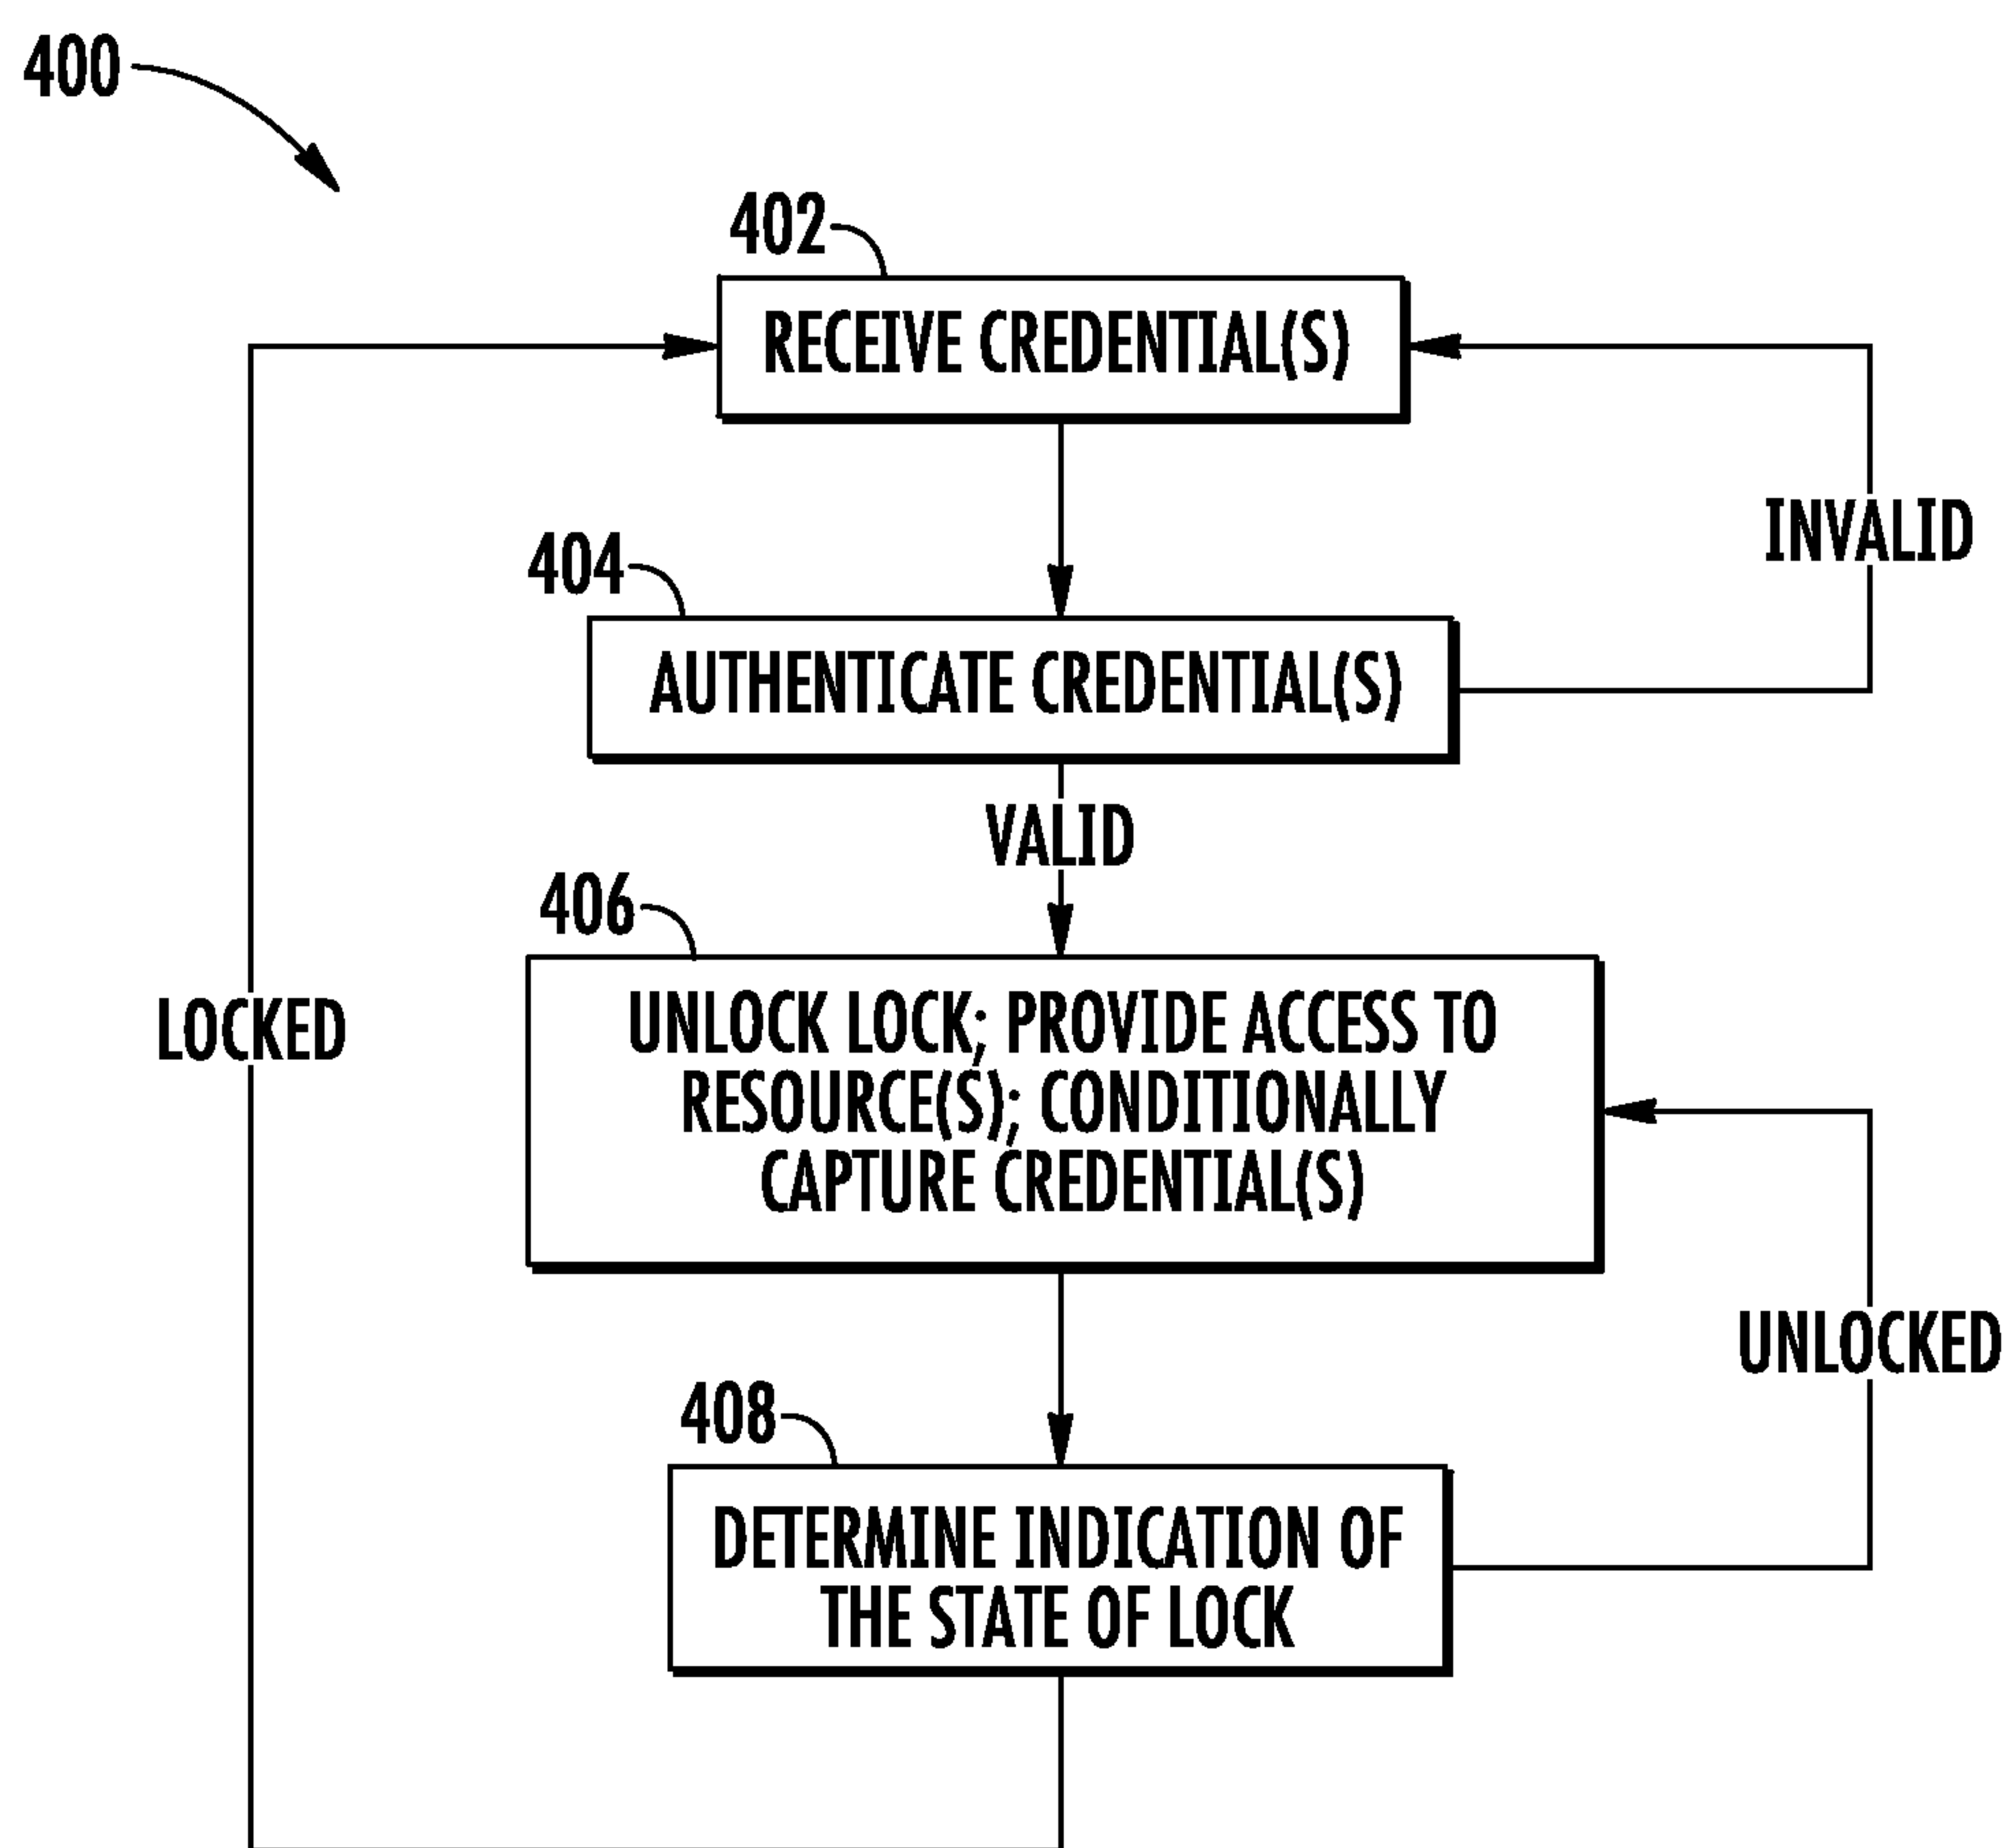 400
402
RECEIVE CREDENTIAL(S)
INVALID
404
AUTHENTICATE CREDENTIAL(S)
VALID
406
UNLOCK LOCK; PROVIDE ACCESS TO
RESOURCE(S); CONDITIONALLY
CAPTURE CREDENTIAL(S)
LOCKED
UNLOCKED
408
DETERMINE INDICATION OF
THE STATE OF LOCK